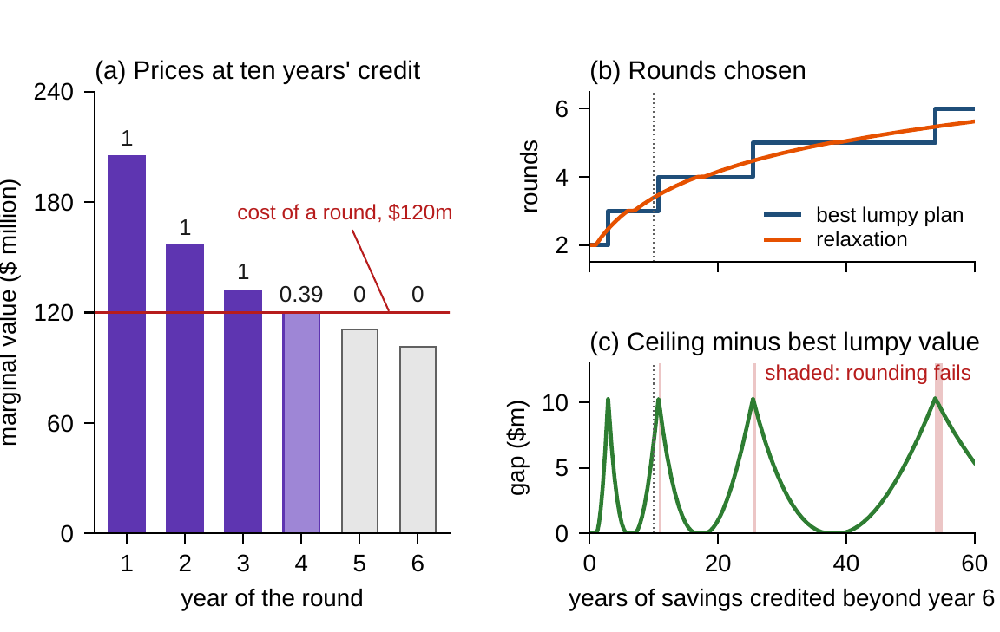 (a) Prices at ten years' credit
marginal value ($ million)
240
180
120
60
0
1
1
1
0.39
0
0
cost of a round, $120m
1 2 3 4 5 6
year of the round
(b) Rounds chosen
rounds
6
4
2
best lumpy plan
relaxation
(c) Ceiling minus best lumpy value
shaded: rounding fails
gap ($m)
10
5
0
0 20 40 60
years of savings credited beyond year 6